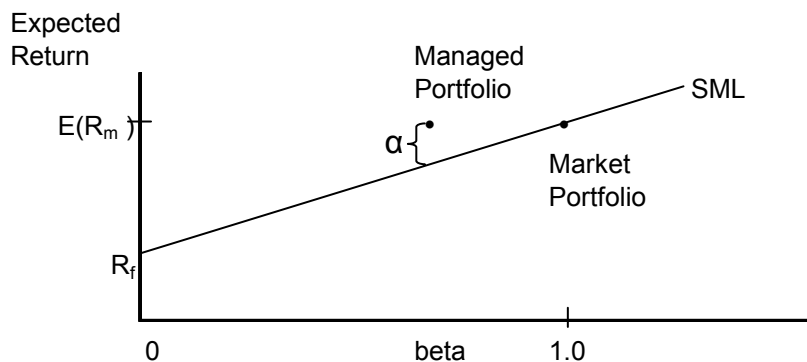 Expected
Return
Managed
Portfolio
SML
E(Rm )
α
Market
Portfolio
Rf
0
beta
1.0